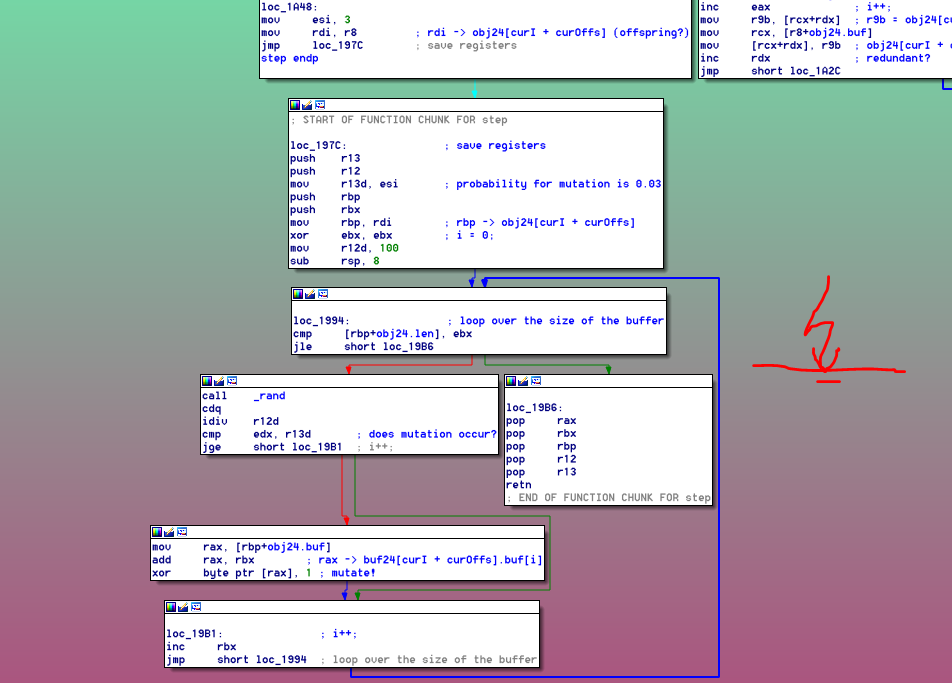 loc_1A48:
mov esi, 3
mov rdi, r8 ; rdi -> obj24[curI + curOffs] (offspring?)
jmp loc_197C ; save registers
step endp
inc eax ; i++;
mov r9b, [rcx+rdx] ; r9b = obj24[cu
mov rcx, [r8+obj24.buf]
mov [rcx+rdx], r9b ; obj24[curI + c
inc rdx ; redundant?
jmp short loc_1A2C
; START OF FUNCTION CHUNK FOR step
loc_197C: ; save registers
push r13
push r12
mov r13d, esi ; probability for mutation is 0.03
push rbp
push rbx
mov rbp, rdi ; rbp -> obj24[curI + curOffs]
xor ebx, ebx ; i = 0;
mov r12d, 100
sub rsp, 8
loc_1994: ; loop over the size of the buffer
cmp [rbp+obj24.len], ebx
jle short loc_19B6
call _rand
cdq
idiv r12d
cmp edx, r13d ; does mutation occur?
jge short loc_19B1 ; i++;
loc_19B6:
pop rax
pop rbx
pop rbp
pop r12
pop r13
retn
; END OF FUNCTION CHUNK FOR step
mov rax, [rbp+obj24.buf]
add rax, rbx ; rax -> buf24[curI + curOffs].buf[i]
xor byte ptr [rax], 1 ; mutate!
loc_19B1: ; i++;
inc rbx
jmp short loc_1994 ; loop over the size of the buffer